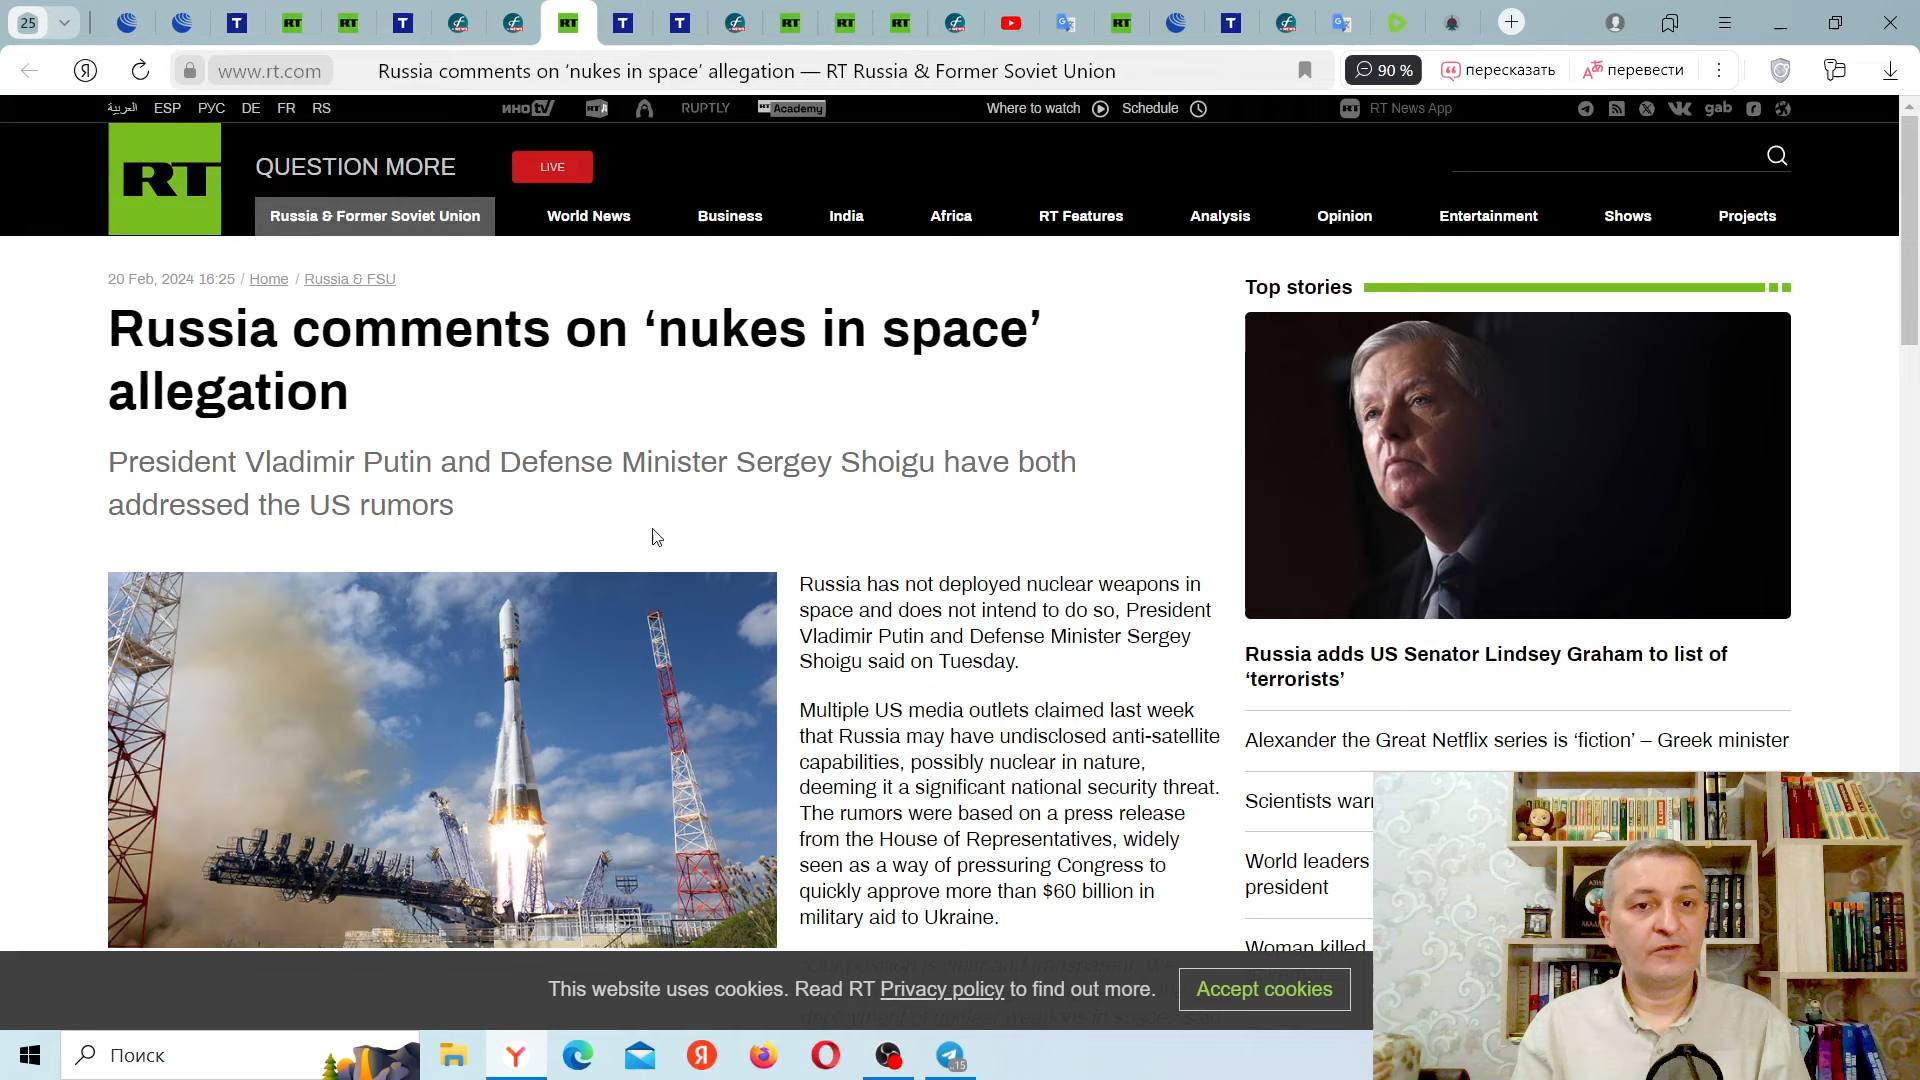 25
www.rt.com
Russia comments on ‘nukes in space’ allegation — RT Russia & Former Soviet Union
90 %
пересказать
перевести
العربية ESP РУС DE FR RS
ИНО TV
RUPTLY
RT Academy
Where to watch
Schedule
RT News App
gab
RT
QUESTION MORE
LIVE
Russia & Former Soviet Union
World News
Business
India
Africa
RT Features
Analysis
Opinion
Entertainment
Shows
Projects
20 Feb, 2024 16:25 / Home / Russia & FSU
Russia comments on ‘nukes in space’
allegation
President Vladimir Putin and Defense Minister Sergey Shoigu have both
addressed the US rumors
Russia has not deployed nuclear weapons in
space and does not intend to do so, President
Vladimir Putin and Defense Minister Sergey
Shoigu said on Tuesday.
Multiple US media outlets claimed last week
that Russia may have undisclosed anti-satellite
capabilities, possibly nuclear in nature,
deeming it a significant national security threat.
The rumors were based on a press release
from the House of Representatives, widely
seen as a way of pressuring Congress to
quickly approve more than $60 billion in
military aid to Ukraine.
Top stories
Russia adds US Senator Lindsey Graham to list of
‘terrorists’
Alexander the Great Netflix series is ‘fiction’ – Greek minister
Scientists warn
World leaders
president
Woman killed
This website uses cookies. Read RT Privacy policy to find out more.
Accept cookies
Поиск
15